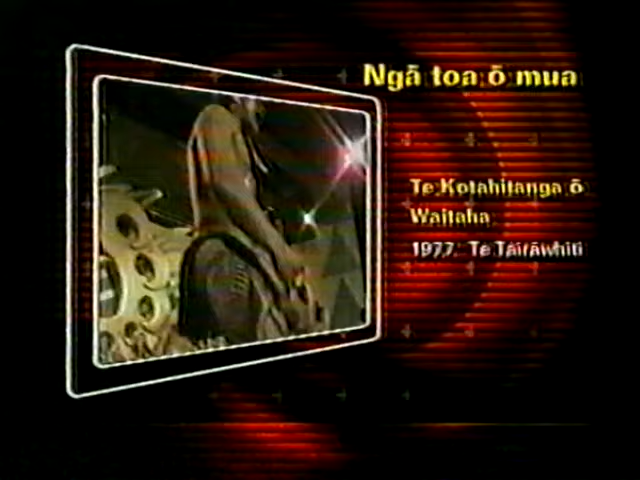 Ngā toa ō mua
Te Kotahitanga ō
Waitaha
1977 Te Tairāwhiti